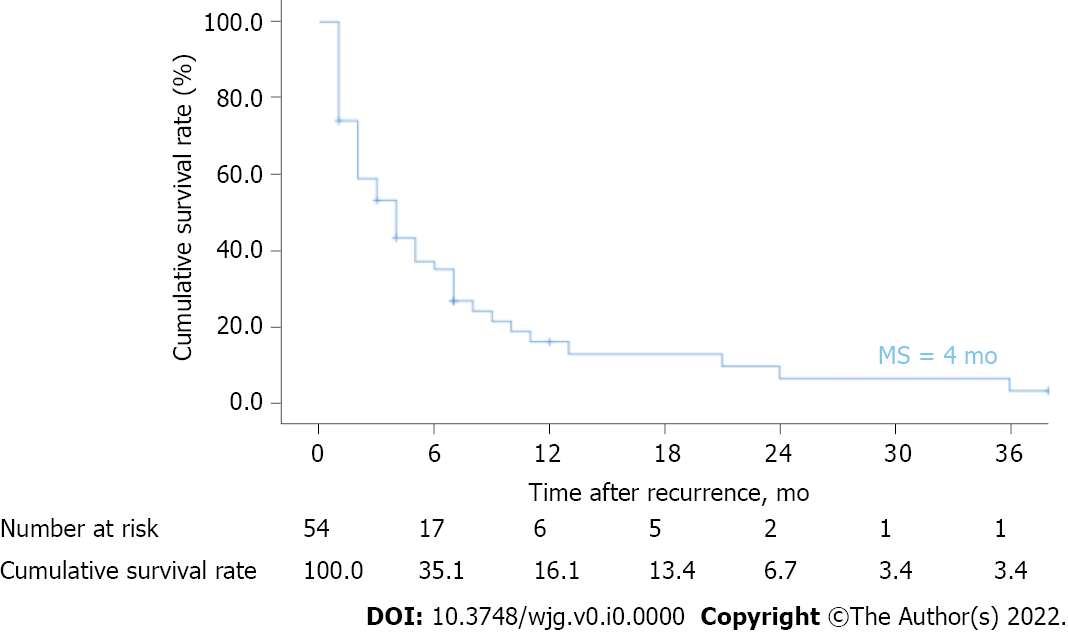 Cumulative survival rate (%)
100.0
80.0
60.0
40.0
20.0
0.0
MS = 4 mo
0 6 12 18 24 30 36
Time after recurrence, mo
Number at risk 54 17 6 5 2 1 1
Cumulative survival rate 100.0 35.1 16.1 13.4 6.7 3.4 3.4
DOI: 10.3748/wjg.v0.i0.0000 Copyright ©The Author(s) 2022.